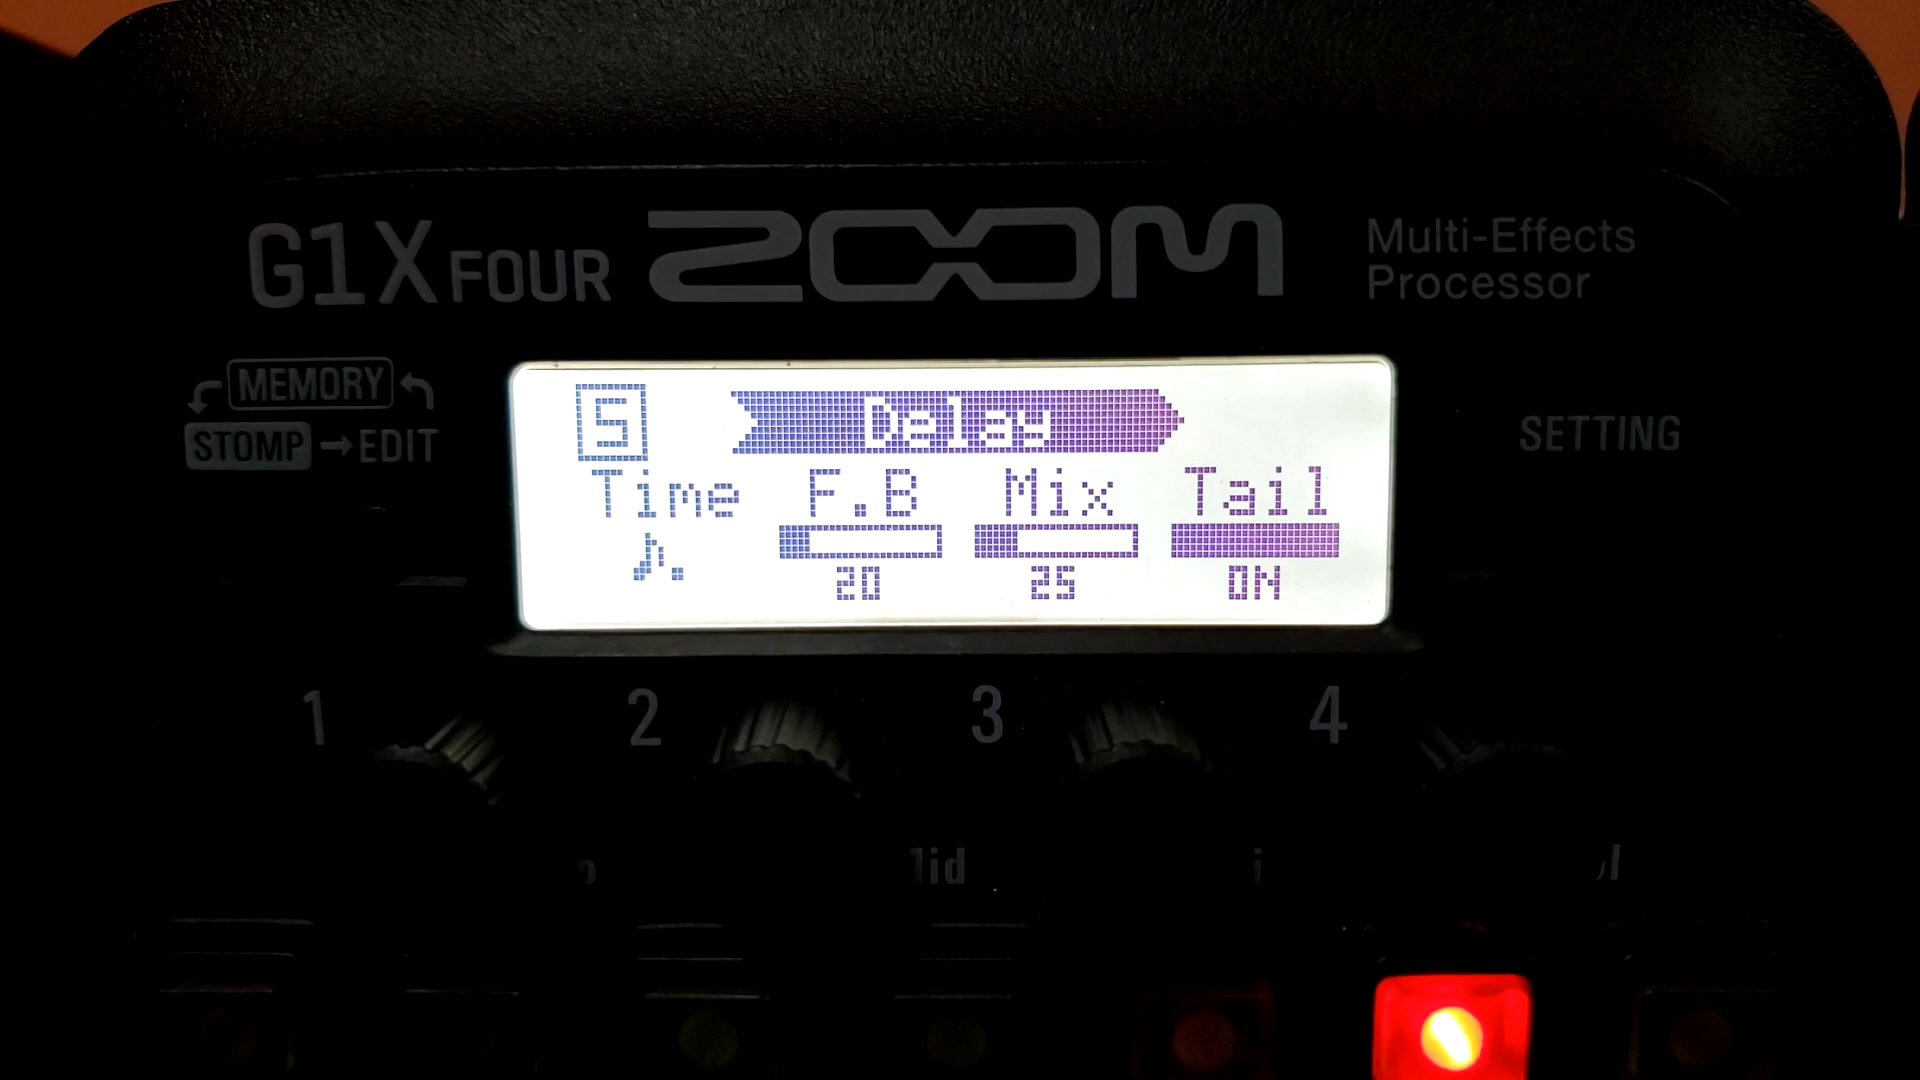 G1X FOUR ZOOM Multi-Effects
Processor
MEMORY
STOMP → EDIT
SETTING
S Delay
Time F.B Mix Tail
♪. 20 25 ON
1 2 3 4